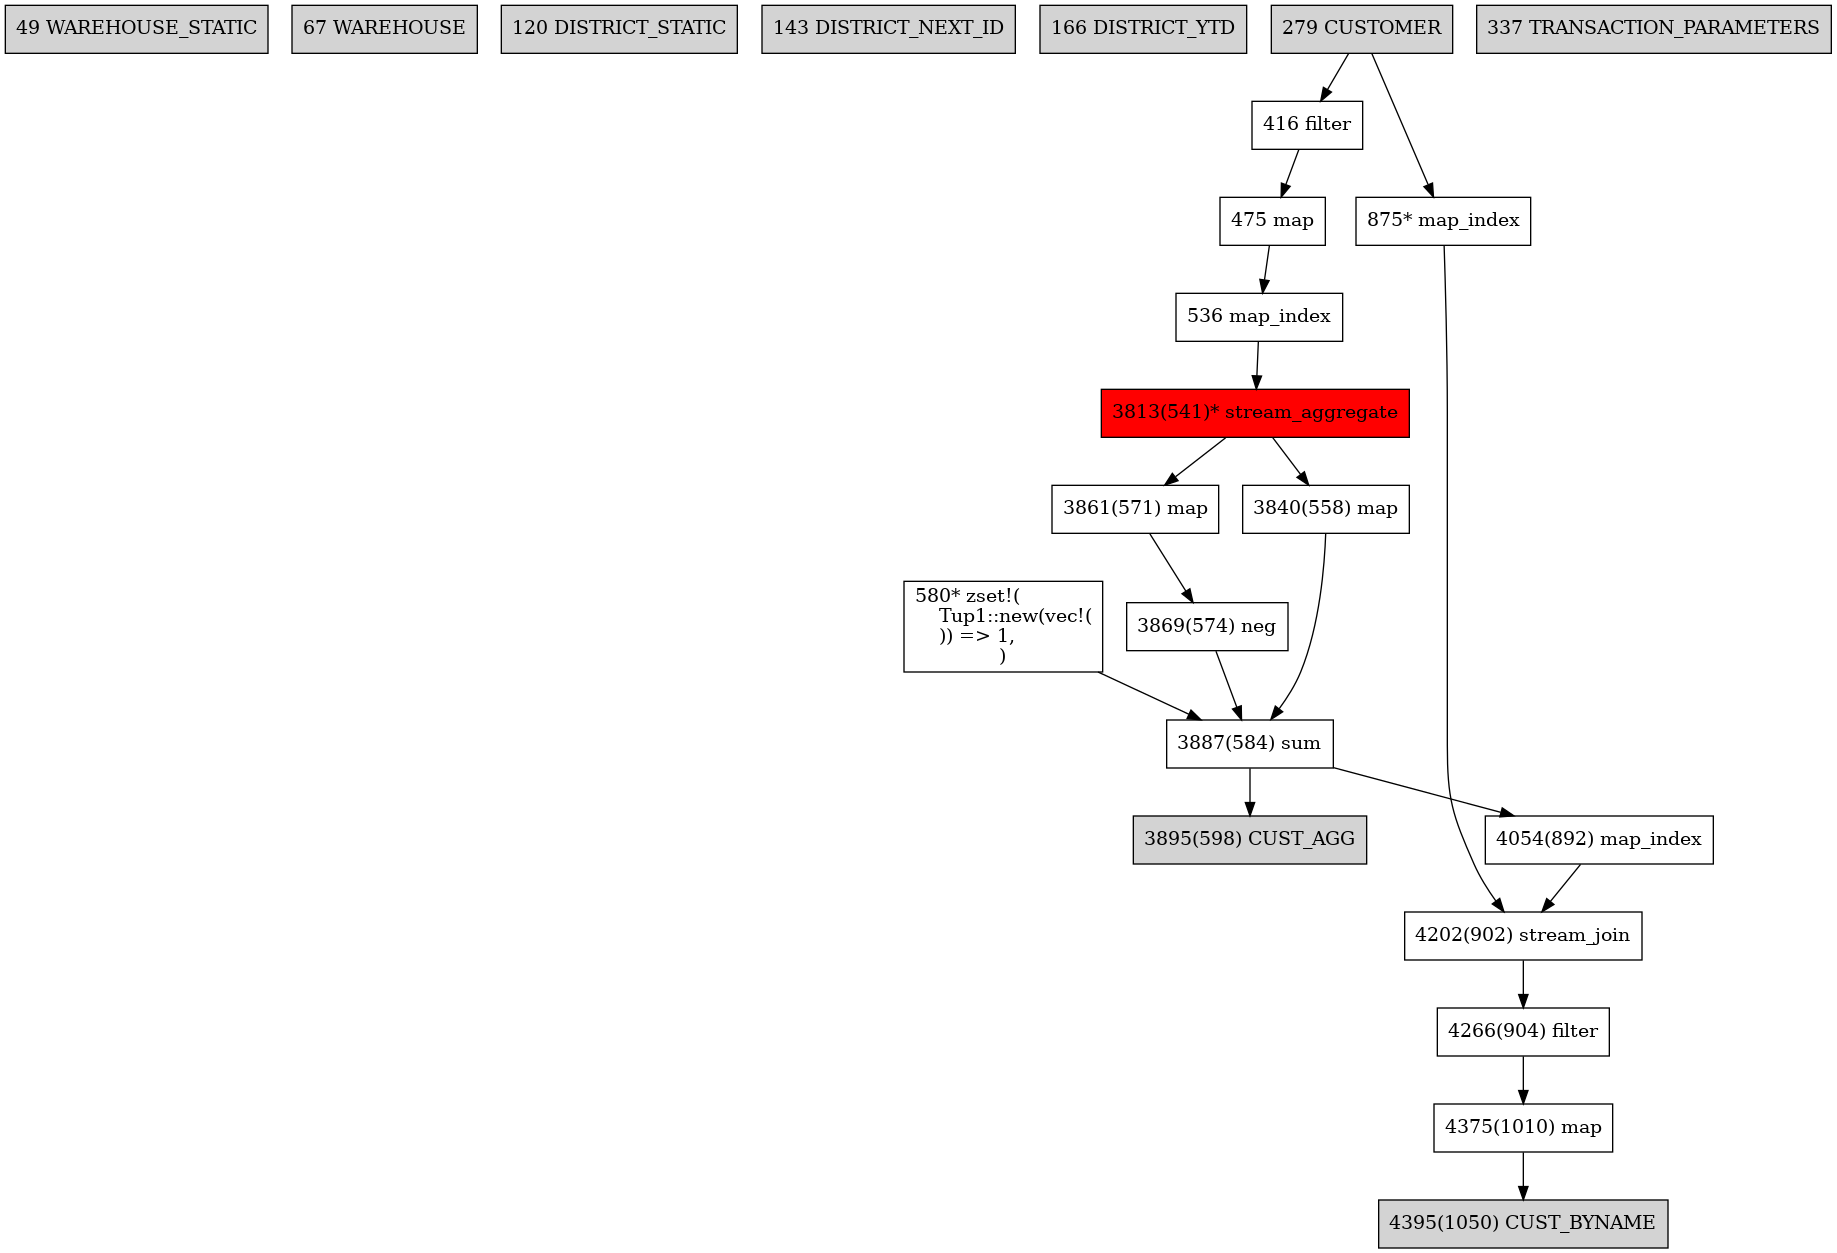 49 WAREHOUSE_STATIC
67 WAREHOUSE
120 DISTRICT_STATIC
143 DISTRICT_NEXT_ID
166 DISTRICT_YTD
279 CUSTOMER
337 TRANSACTION_PARAMETERS
416 filter
475 map
875* map_index
536 map_index
3813(541)* stream_aggregate
3861(571) map
3840(558) map
580* zset!(
Tup1::new(vec!(
)) => 1,
)
3869(574) neg
3887(584) sum
3895(598) CUST_AGG
4054(892) map_index
4202(902) stream_join
4266(904) filter
4375(1010) map
4395(1050) CUST_BYNAME